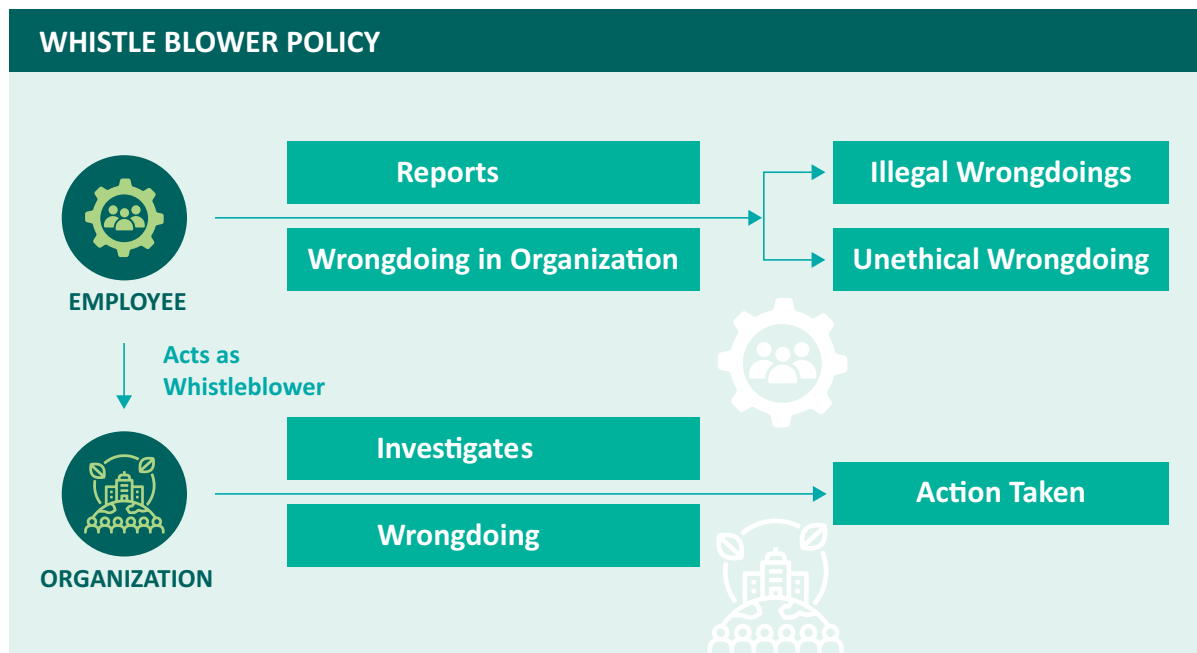 WHISTLE BLOWER POLICY
Reports
Illegal Wrongdoings
Wrongdoing in Organization
Unethical Wrongdoing
EMPLOYEE
Acts as
Whistleblower
Investigates
Action Taken
Wrongdoing
ORGANIZATION